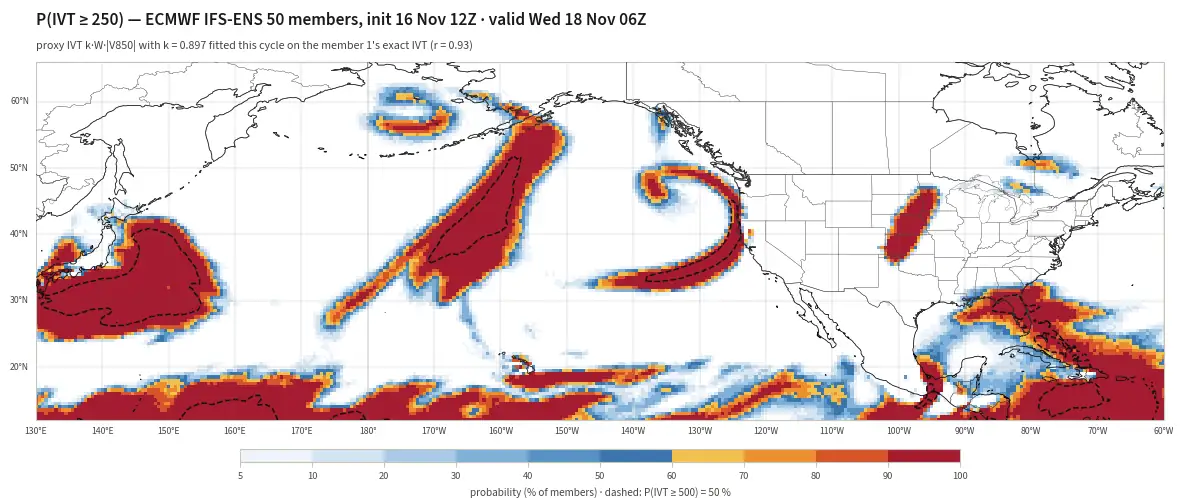 P(IVT ≥ 250) — ECMWF IFS-ENS 50 members, init 16 Nov 12Z · valid Wed 18 Nov 06Z
proxy IVT k·W·|V850| with k = 0.897 fitted this cycle on the member 1's exact IVT (r = 0.93)
60°N
50°N
40°N
30°N
20°N
130°E 140°E 150°E 160°E 170°E 180° 170°W 160°W 150°W 140°W 130°W 120°W 110°W 100°W 90°W 80°W 70°W 60°W
5 10 20 30 40 50 60 70 80 90 100
probability (% of members) · dashed: P(IVT ≥ 500) = 50 %